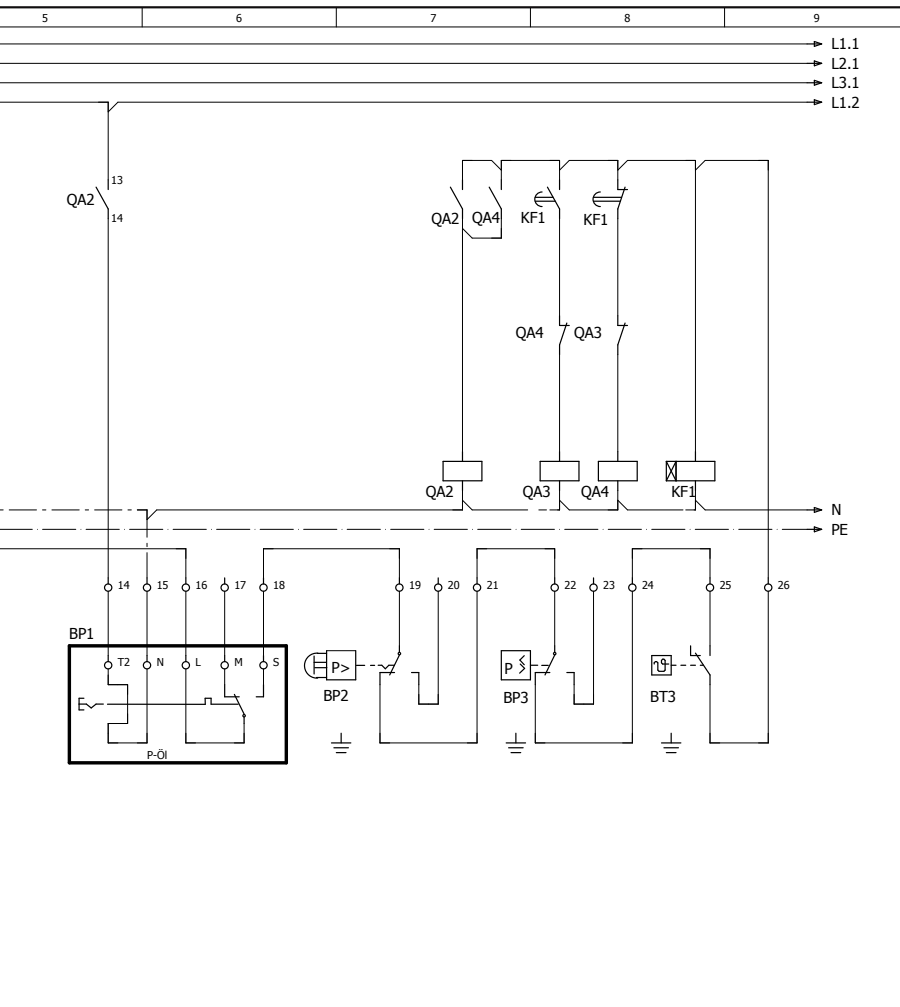 5 6 7 8 9
L1.1
L2.1
L3.1
L1.2
13
QA2
14
QA2 QA4 KF1 KF1
QA4 QA3
QA2 QA3 QA4 KF1
N
PE
14 15 16 17 18 19 20 21 22 23 24 25 26
BP1
T2 N L M S
P> P ϑ
BP2 BP3 BT3
P-Öl